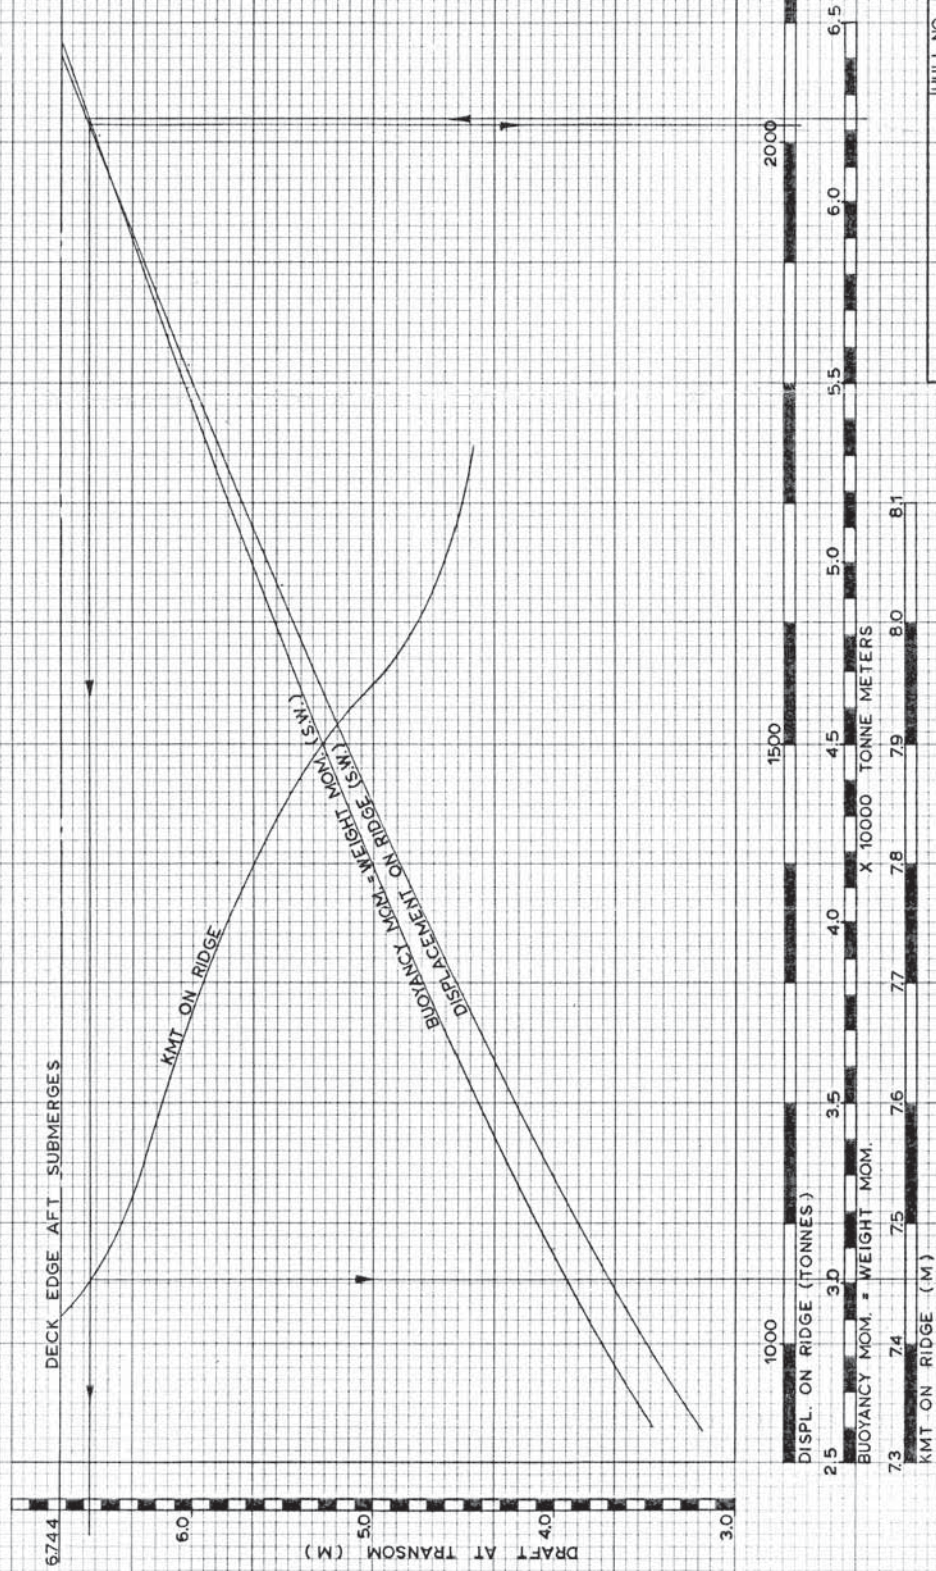 DECK EDGE AFT SUBMERGES
6.744
6.0
5.0
4.0
3.0
DRAFT AT TRANSOM (M)
KMT ON RIDGE
BUOYANCY MOM.=WEIGHT MOM. (S.W.)
DISPLACEMENT ON RIDGE (S.W.)
1000
1500
2000
DISPL. ON RIDGE (TONNES)
2.5
3.0
3.5
4.0
4.5
5.0
5.5
6.0
6.5
BUOYANCY MOM. = WEIGHT MOM.
X 10000 TONNE METERS
7.3
7.4
7.5
7.6
7.7
7.8
7.9
8.0
8.1
KMT ON RIDGE (M)